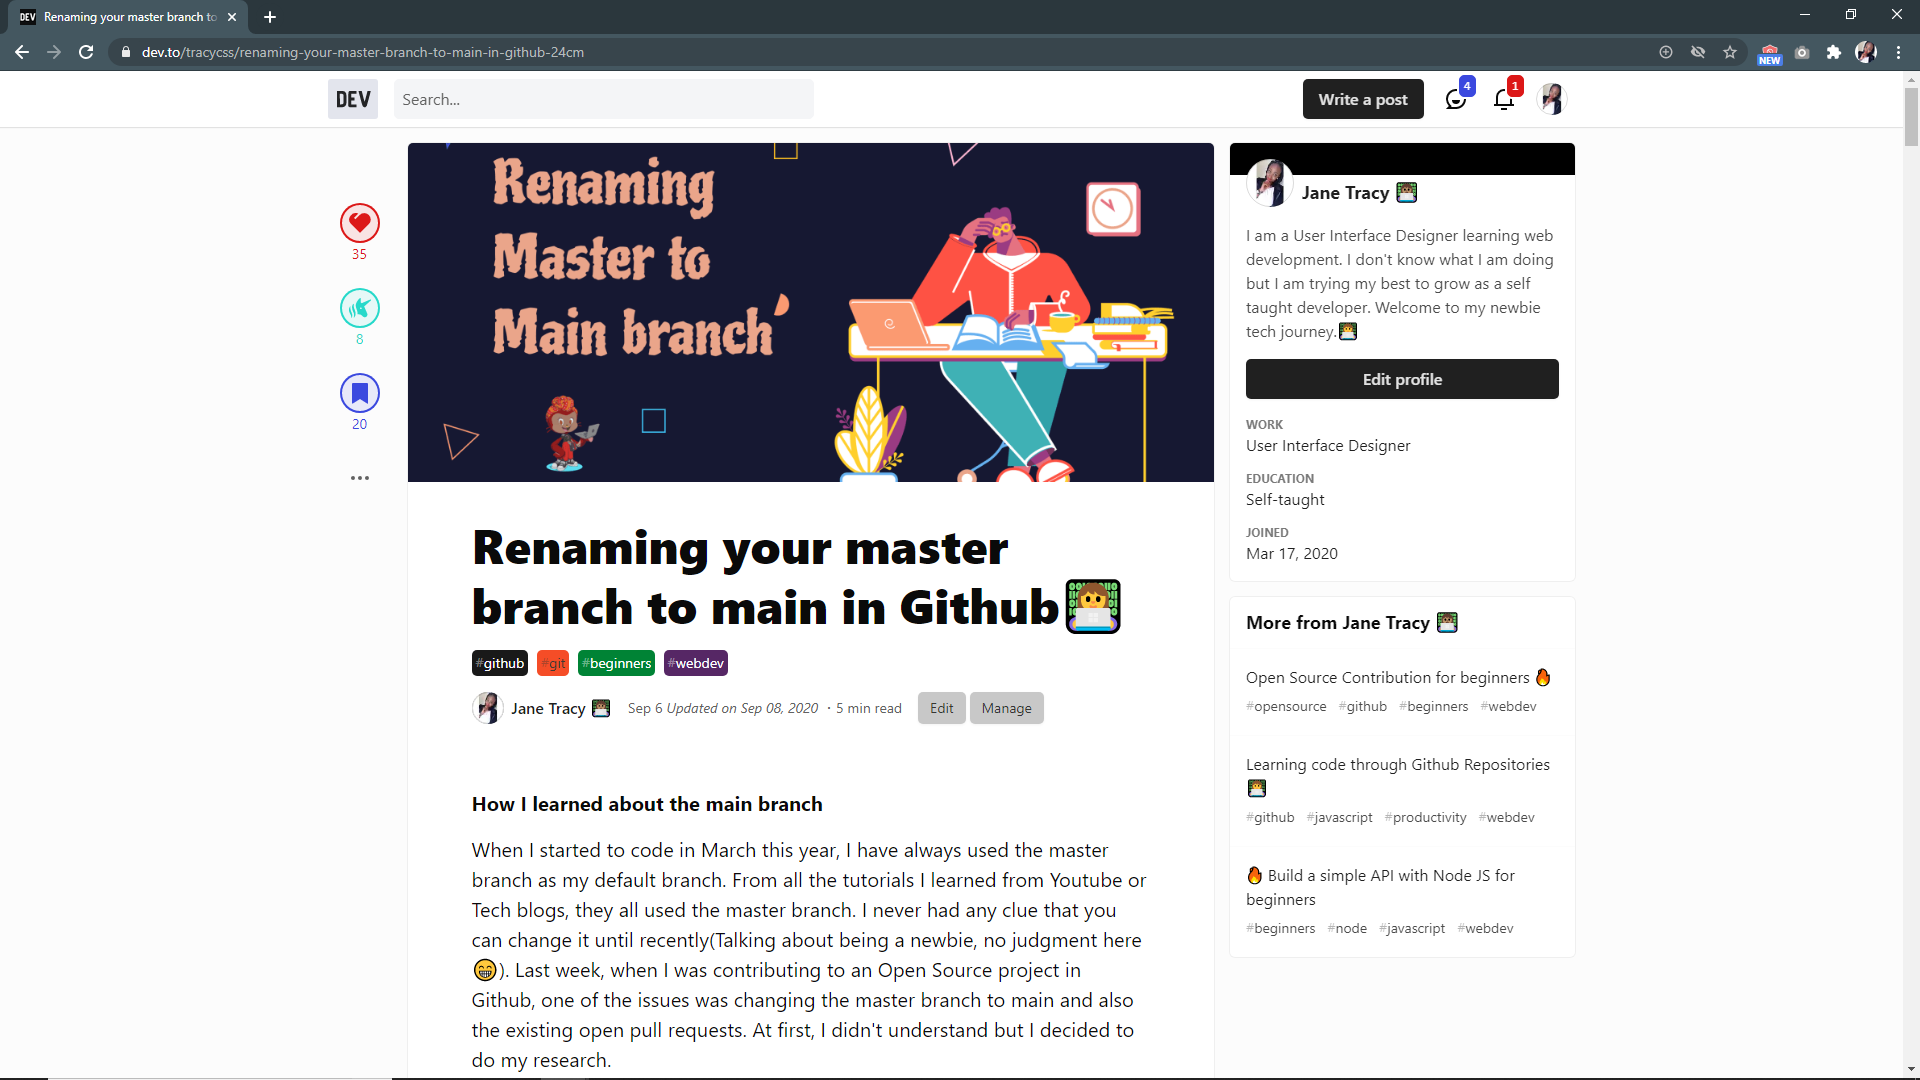 DEV Renaming your master branch to
dev.to/tracycss/renaming-your-master-branch-to-main-in-github-24cm
NEW
DEV
Search...
Write a post
4
1
35
8
20
Renaming
Master to
Main branch
Renaming your master
branch to main in Github
#github #git #beginners #webdev
Jane Tracy Sep 6 Updated on Sep 08, 2020 ・5 min read Edit Manage
How I learned about the main branch
When I started to code in March this year, I have always used the master
branch as my default branch. From all the tutorials I learned from Youtube or
Tech blogs, they all used the master branch. I never had any clue that you
can change it until recently(Talking about being a newbie, no judgment here
😁). Last week, when I was contributing to an Open Source project in
Github, one of the issues was changing the master branch to main and also
the existing open pull requests. At first, I didn't understand but I decided to
do my research.
Jane Tracy
I am a User Interface Designer learning web
development. I don't know what I am doing
but I am trying my best to grow as a self
taught developer. Welcome to my newbie
tech journey.
Edit profile
WORK
User Interface Designer
EDUCATION
Self-taught
JOINED
Mar 17, 2020
More from Jane Tracy
Open Source Contribution for beginners 🔥
#opensource #github #beginners #webdev
Learning code through Github Repositories
#github #javascript #productivity #webdev
🔥 Build a simple API with Node JS for
beginners
#beginners #node #javascript #webdev